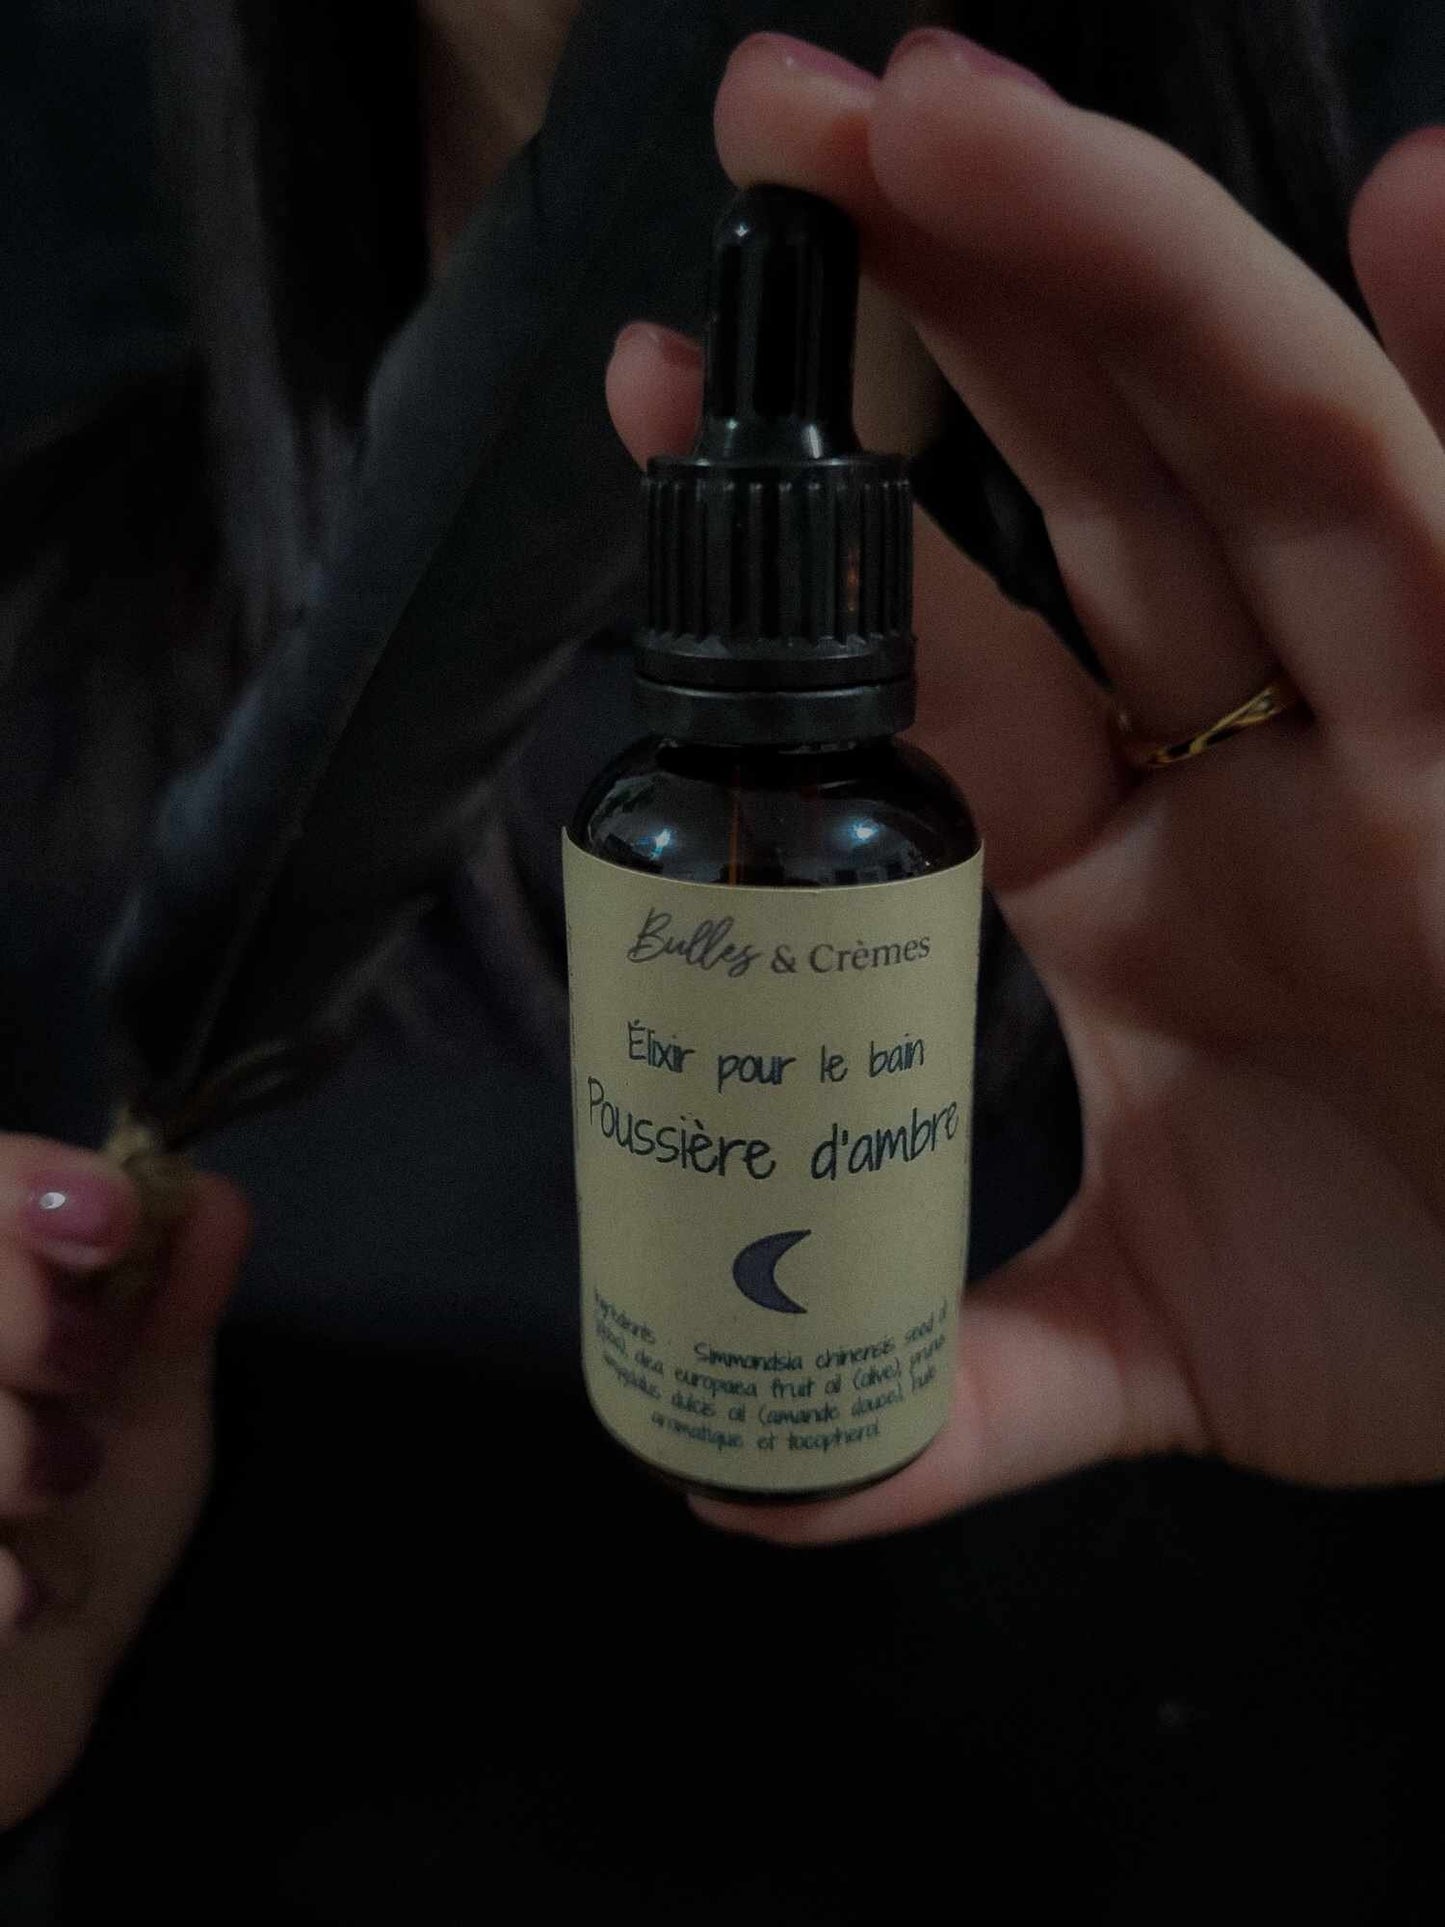 Bulles & Crèmes
Élixir pour le bain
Poussière d'ambre
Ingrédients : Simmondsia chinensis seed oil
(jojoba), olea europaea fruit oil (olive), prunus
amygdalus dulcis oil (amande douce), huile
aromatique et tocopherol